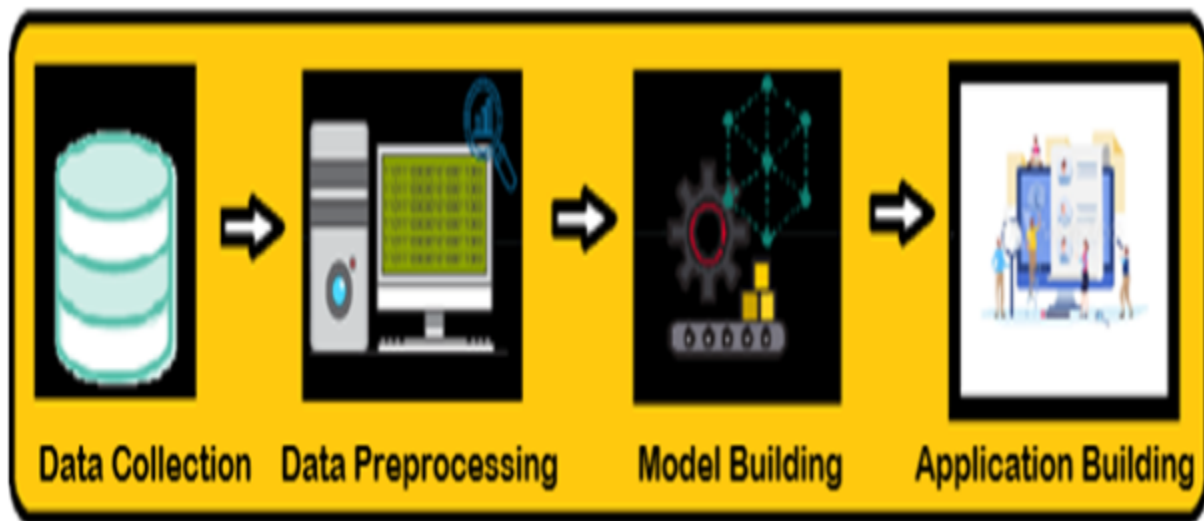 Data Collection
Data Preprocessing
Model Building
Application Building